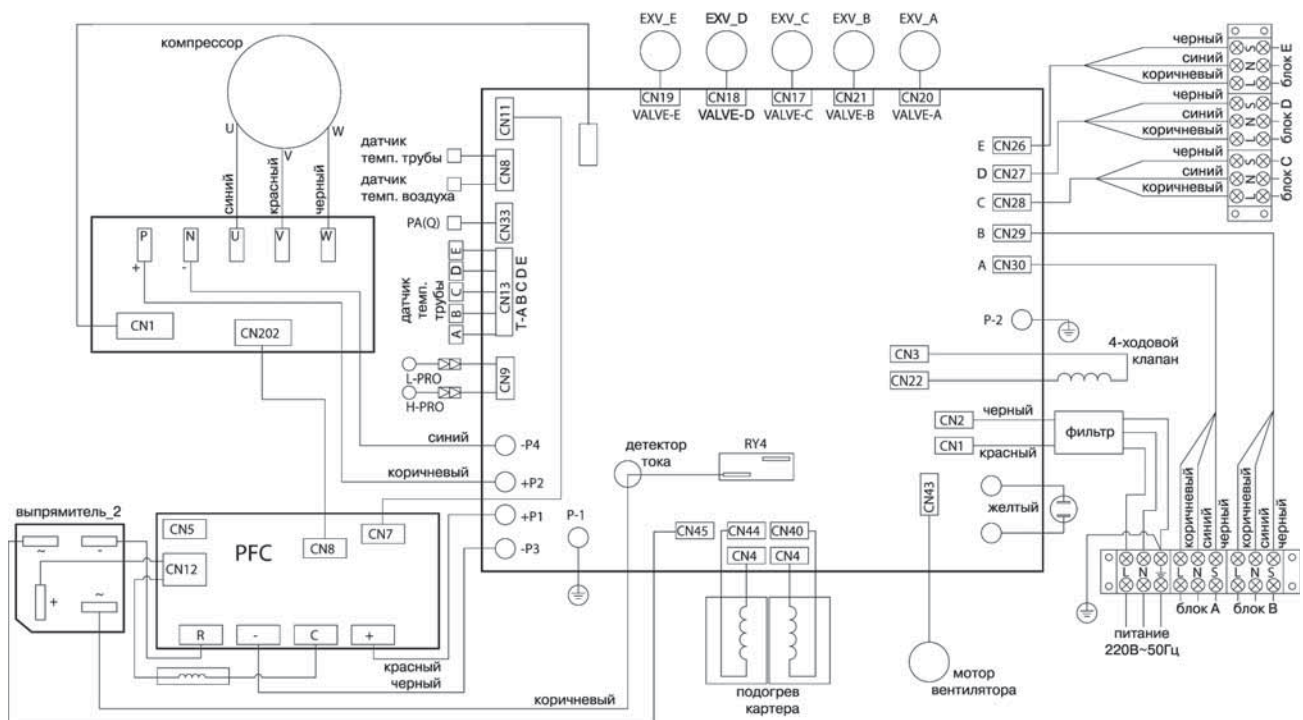 EXV_E EXV_D EXV_C EXV_B EXV_A
компрессор
CN19 CN18 CN17 CN21 CN20
VALVE-E VALVE-D VALVE-C VALVE-B VALVE-A
черный
синий
коричневый
S
N
L
блок E
черный
синий
коричневый
S
N
L
блок D
черный
синий
коричневый
S
N
L
блок C
U
V
W
синий
красный
черный
P
N
U
V
W
+
-
CN1
CN202
CN11
датчик
темп. трубы
датчик
темп. воздуха
CN8
PA(Q)
CN33
E
D
C
B
A
датчик
темп.
трубы
CN13
T-A B C D E
L-PRO
H-PRO
CN9
E CN26
D CN27
C CN28
B CN29
A CN30
P-2
CN3
CN22
4-ходовой
клапан
CN2
CN1
черный
красный
фильтр
синий
-P4
коричневый
+P2
+P1
-P3
P-1
детектор
тока
RY4
CN43
желтый
CN45
CN44
CN40
CN4
CN4
подогрев
картера
мотор
вентилятора
выпрямитель_2
~
-
+
~
PFC
CN5
CN12
CN8
CN7
R
-
C
+
красный
черный
коричневый
коричневый
синий
черный
коричневый
синий
черный
L N L N S L N S
блок A блок B
питание
220В~50Гц